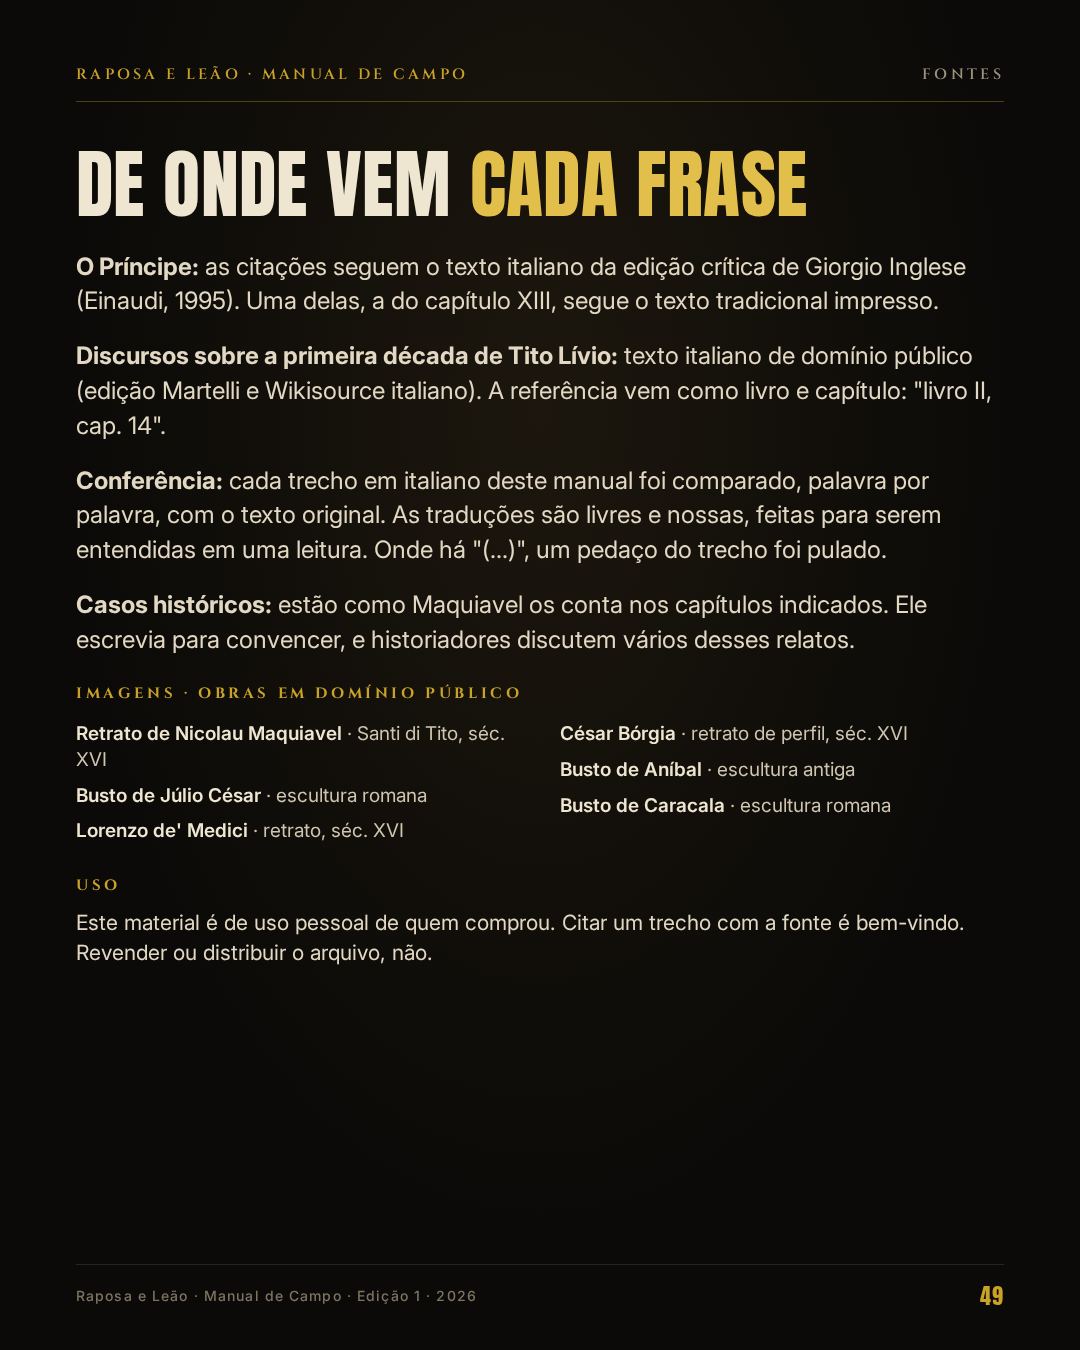 RAPOSA E LEÃO · MANUAL DE CAMPO
FONTES
DE ONDE VEM CADA FRASE
O Príncipe: as citações seguem o texto italiano da edição crítica de Giorgio Inglese
(Einaudi, 1995). Uma delas, a do capítulo XIII, segue o texto tradicional impresso.
Discursos sobre a primeira década de Tito Lívio: texto italiano de domínio público
(edição Martelli e Wikisource italiano). A referência vem como livro e capítulo: "livro II,
cap. 14".
Conferência: cada trecho em italiano deste manual foi comparado, palavra por
palavra, com o texto original. As traduções são livres e nossas, feitas para serem
entendidas em uma leitura. Onde há "(...)", um pedaço do trecho foi pulado.
Casos históricos: estão como Maquiavel os conta nos capítulos indicados. Ele
escrevia para convencer, e historiadores discutem vários desses relatos.
IMAGENS · OBRAS EM DOMÍNIO PÚBLICO
Retrato de Nicolau Maquiavel · Santi di Tito, séc.
XVI
Busto de Júlio César · escultura romana
Lorenzo de' Medici · retrato, séc. XVI
César Bórgia · retrato de perfil, séc. XVI
Busto de Aníbal · escultura antiga
Busto de Caracala · escultura romana
USO
Este material é de uso pessoal de quem comprou. Citar um trecho com a fonte é bem-vindo.
Revender ou distribuir o arquivo, não.
Raposa e Leão · Manual de Campo · Edição 1 · 2026
49